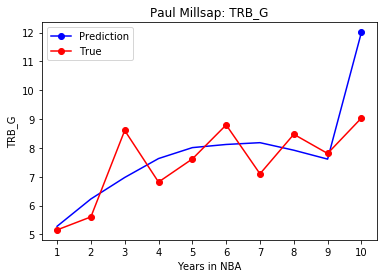 Paul Millsap: TRB_G
Prediction
True
12
11
10
9
8
7
6
5
TRB_G
1 2 3 4 5 6 7 8 9 10
Years in NBA